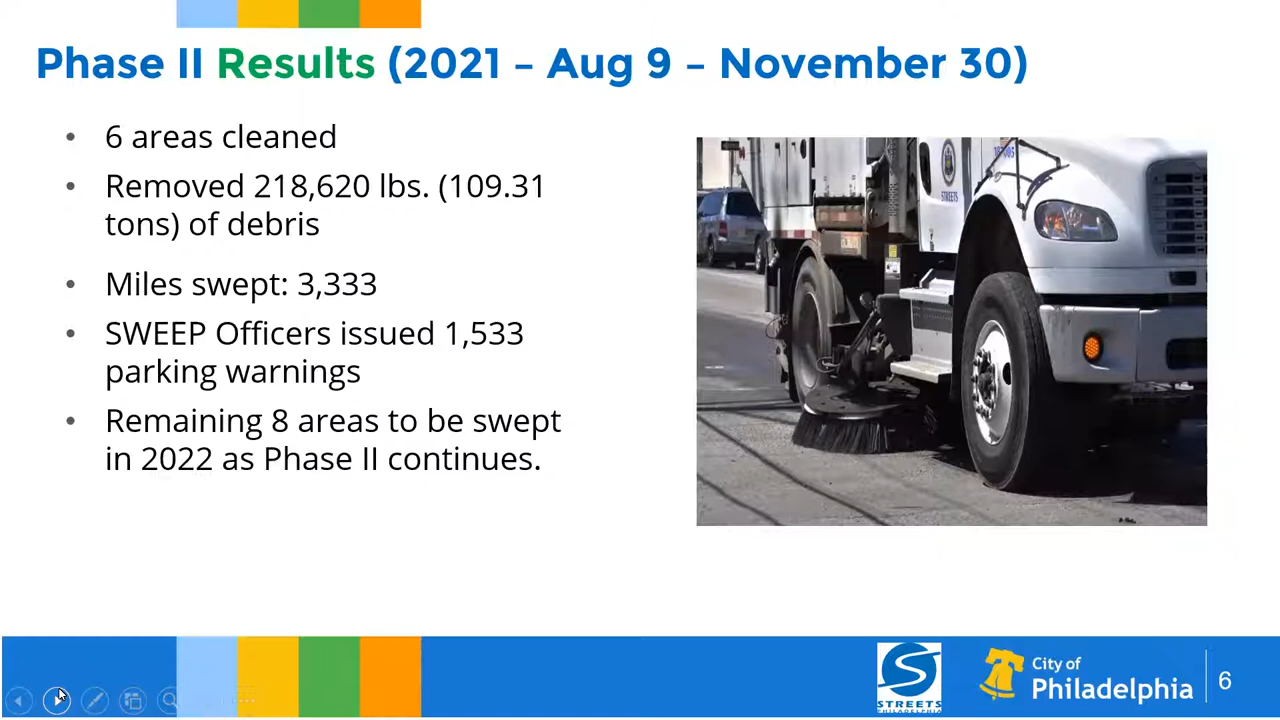 Phase II Results (2021 – Aug 9 – November 30)
• 6 areas cleaned
• Removed 218,620 lbs. (109.31
tons) of debris
• Miles swept: 3,333
• SWEEP Officers issued 1,533
parking warnings
• Remaining 8 areas to be swept
in 2022 as Phase II continues.
STREETS
STREETS
PHILADELPHIA
City of
Philadelphia
6